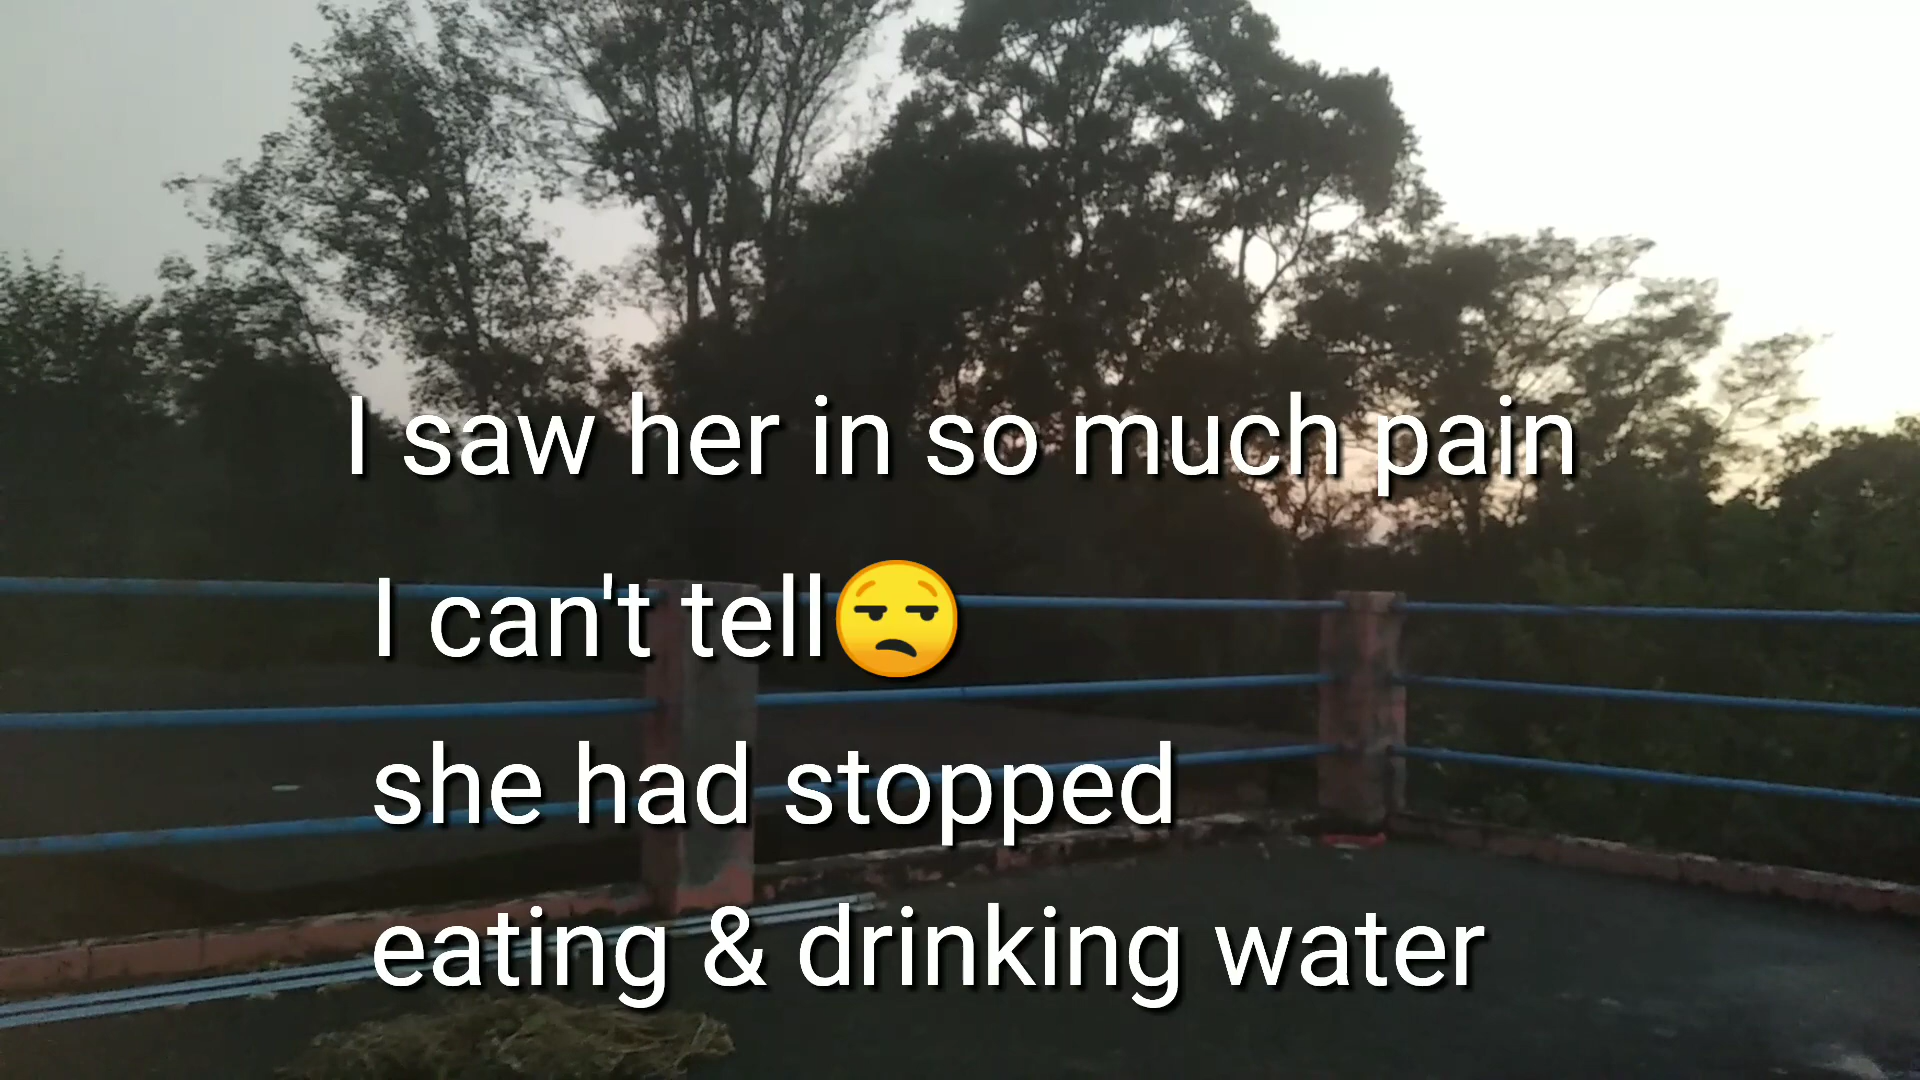 I saw her in so much pain
I can't tell😒
she had stopped
eating & drinking water